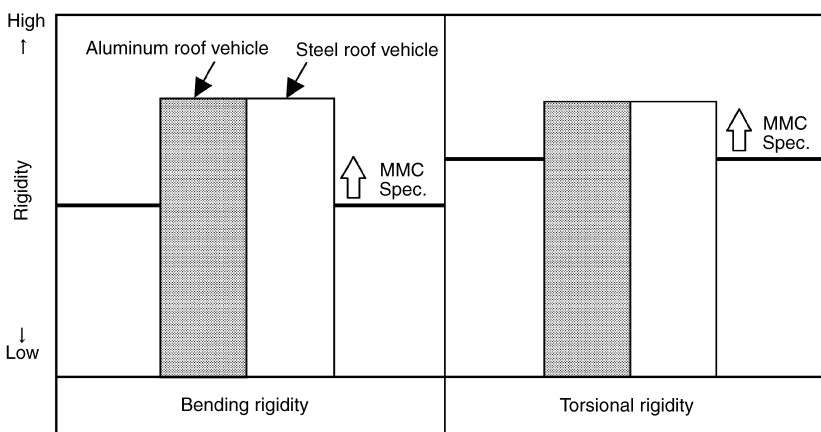 High
↑
Rigidity
↓
Low
Aluminum roof vehicle
Steel roof vehicle
MMC
Spec.
MMC
Spec.
Bending rigidity
Torsional rigidity